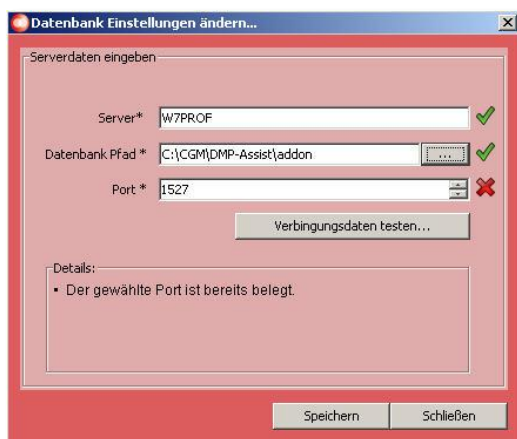 Datenbank Einstellungen ändern...
Serverdaten eingeben
Server* W7PROF
Datenbank Pfad * C:\CGM\DMP-Assist\addon ...
Port * 1527
Verbingungsdaten testen...
Details:
• Der gewählte Port ist bereits belegt.
Speichern Schließen